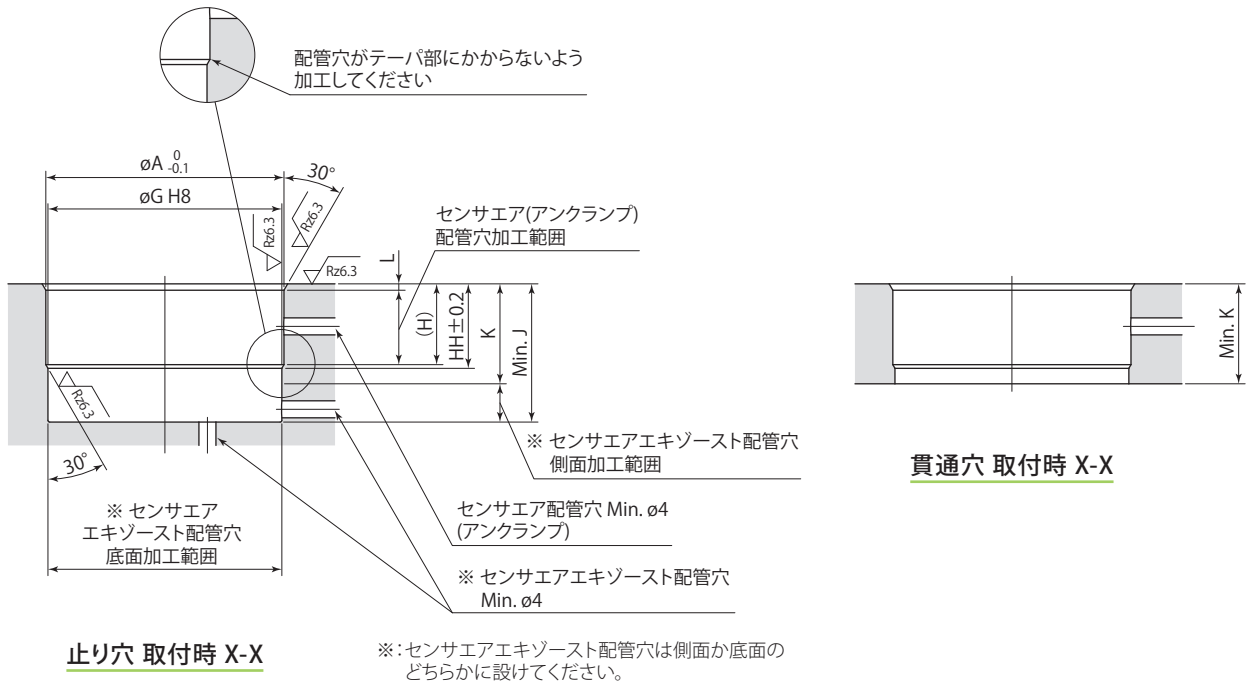 配管穴がテーパ部にかからないよう
加工してください
øA 0 -0.1
øG H8
30°
Rz6.3
Rz6.3
Rz6.3
センサエア(アンクランプ)
配管穴加工範囲
L
(H)
HH±0.2
K
Min. J
Rz6.3
30°
※ センサエア
エキゾースト配管穴
底面加工範囲
※ センサエアエキゾースト配管穴
側面加工範囲
センサエア配管穴 Min. ø4
(アンクランプ)
※ センサエアエキゾースト配管穴
Min. ø4
止り穴 取付時 X-X
※:センサエアエキゾースト配管穴は側面か底面の
どちらかに設けてください。
Min. K
貫通穴 取付時 X-X